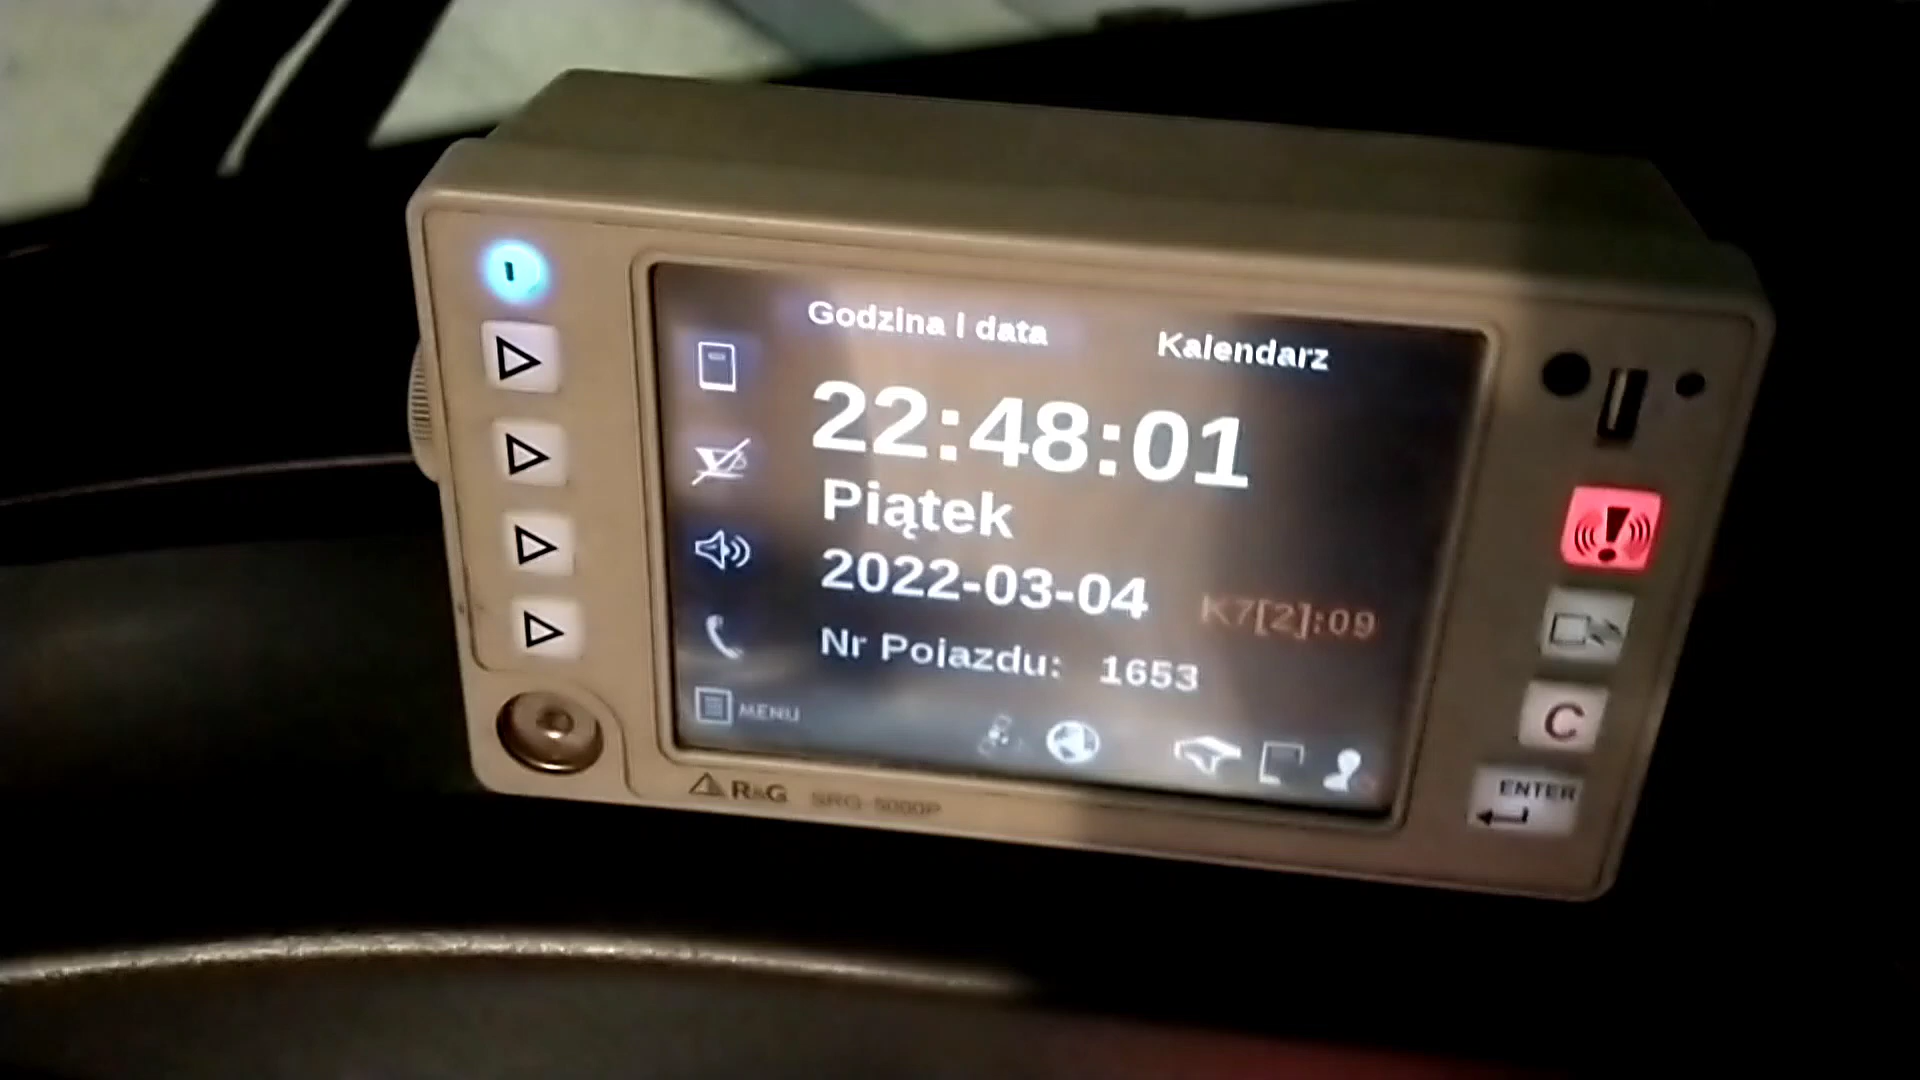 Godzina i data
Kalendarz
22:48:01
Piątek
2022-03-04
K7[2]:09
Nr Pojazdu: 1653
MENU
R&G SRG-5000P
C
ENTER